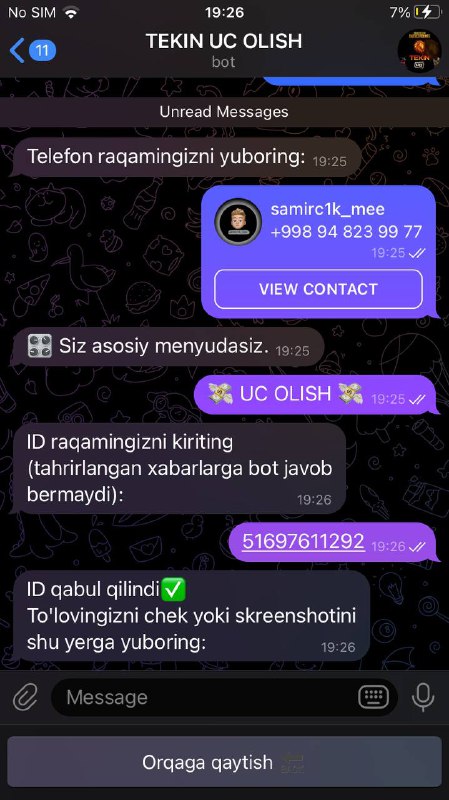 No SIM 19:26 7%
11 TEKIN UC OLISH
bot
Unread Messages
Telefon raqamingizni yuboring: 19:25
samirc1k_mee
+998 94 823 99 77
19:25
VIEW CONTACT
Siz asosiy menyudasiz. 19:25
UC OLISH 19:25
ID raqamingizni kiriting
(tahrirlangan xabarlarga bot javob
bermaydi): 19:26
51697611292 19:26
ID qabul qilindi✅
To'lovingizni chek yoki skreenshotini
shu yerga yuboring: 19:26
Message
Orqaga qaytish